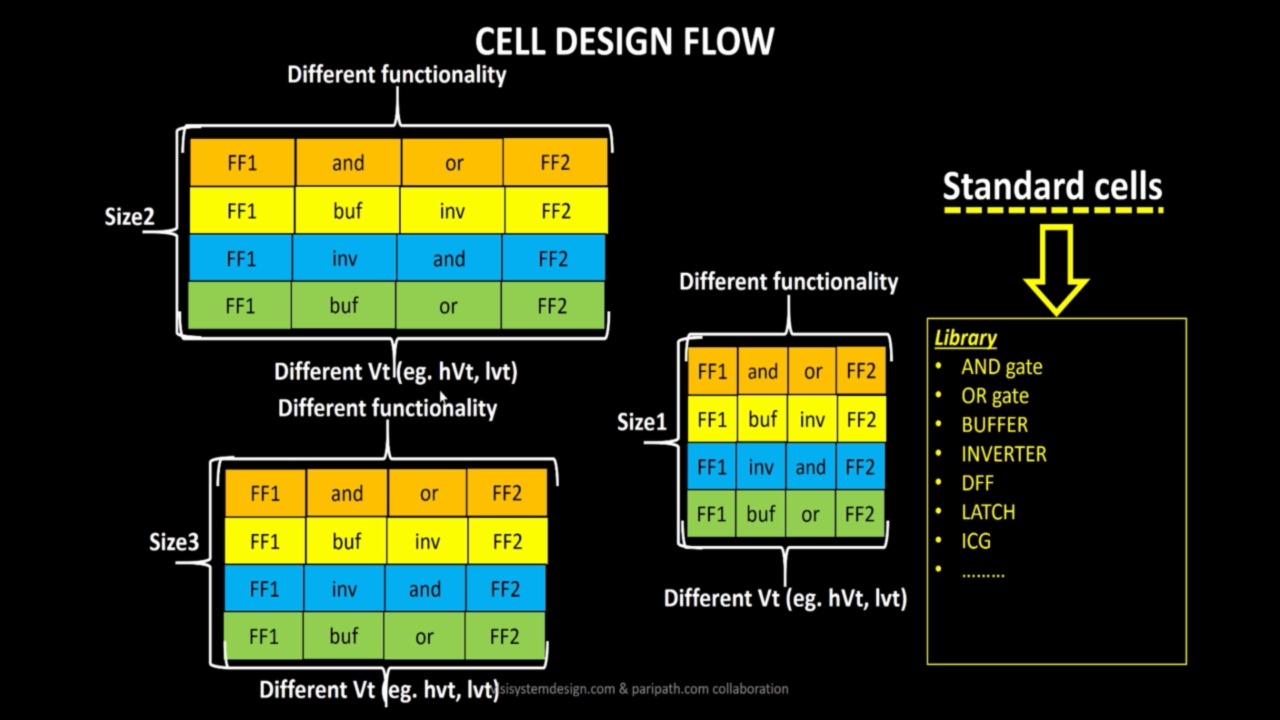 CELL DESIGN FLOW
Different functionality
FF1 and or FF2
FF1 buf inv FF2
FF1 inv and FF2
FF1 buf or FF2
Size2
Different Vt (eg. hVt, lvt)
Different functionality
FF1 and or FF2
FF1 buf inv FF2
FF1 inv and FF2
FF1 buf or FF2
Size3
Different Vt (eg. hvt, lvt)
Different functionality
FF1 and or FF2
FF1 buf inv FF2
FF1 inv and FF2
FF1 buf or FF2
Size1
Different Vt (eg. hVt, lvt)
Standard cells
Library
• AND gate
• OR gate
• BUFFER
• INVERTER
• DFF
• LATCH
• ICG
• .........
& paripath.com collaboration